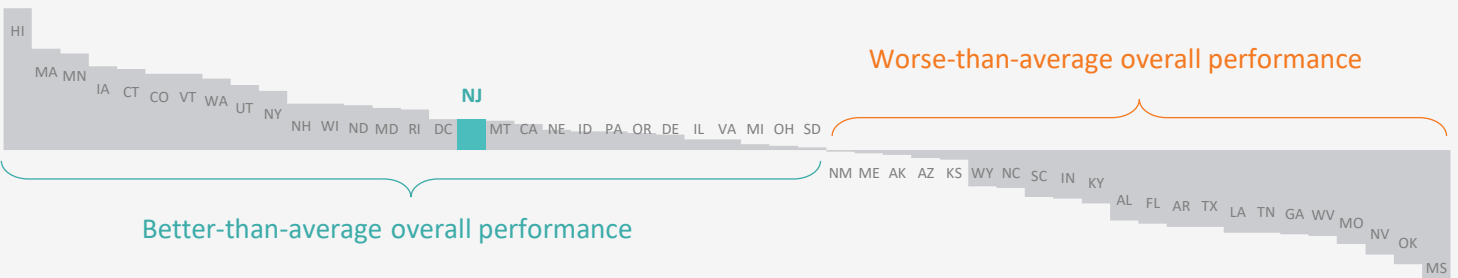 HI
MA MN IA CT CO VT WA UT NY NH WI ND MD RI DC NJ MT CA NE ID PA OR DE IL VA MI OH SD
Worse-than-average overall performance
NM ME AK AZ KS WY NC SC IN KY AL FL AR TX LA TN GA WV MO NV OK MS
Better-than-average overall performance